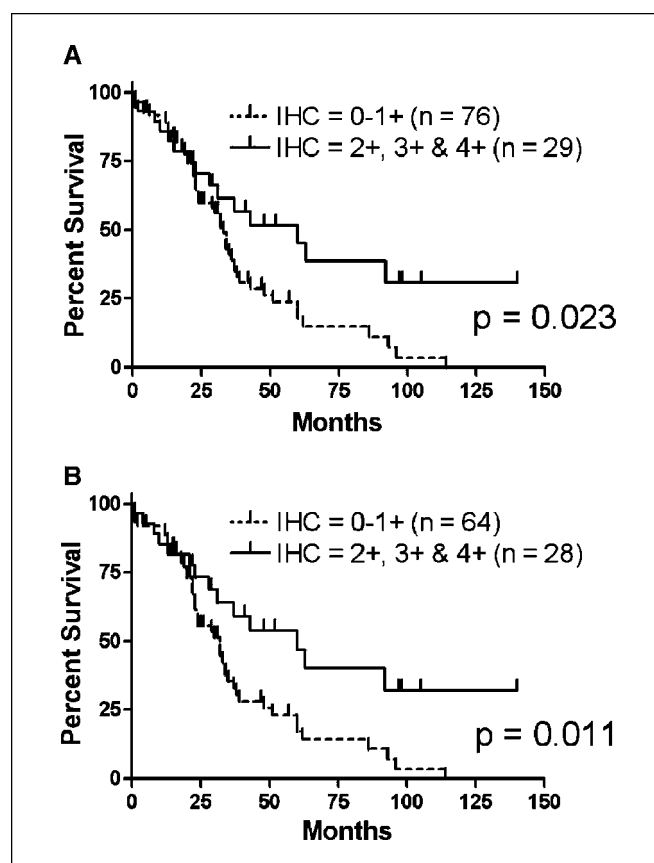 A
100
75
50
25
0
Percent Survival
IHC = 0-1+ (n = 76)
IHC = 2+, 3+ & 4+ (n = 29)
p = 0.023
0 25 50 75 100 125 150
Months
B
100
75
50
25
0
Percent Survival
IHC = 0-1+ (n = 64)
IHC = 2+, 3+ & 4+ (n = 28)
p = 0.011
0 25 50 75 100 125 150
Months